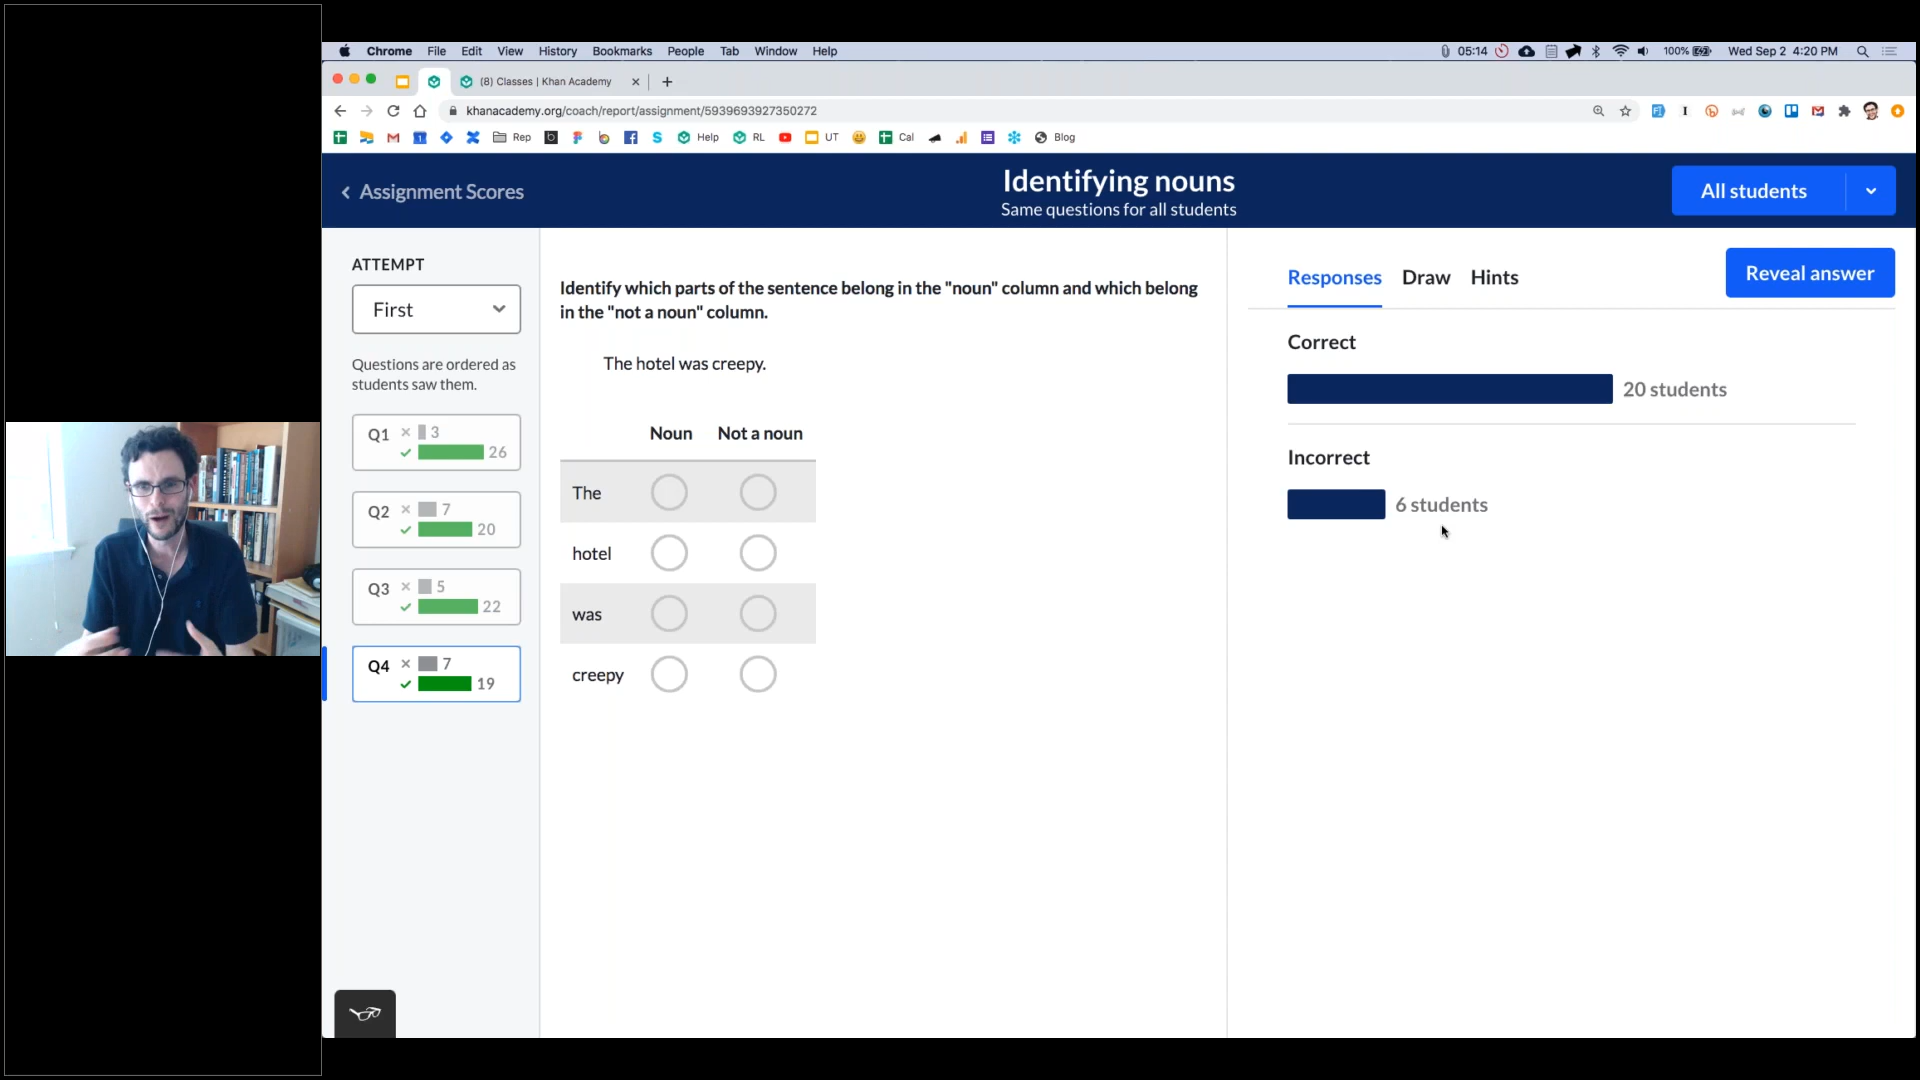 Chrome File Edit View History Bookmarks People Tab Window Help
05:14 100% Wed Sep 2 4:20 PM
(8) Classes | Khan Academy
khanacademy.org/coach/report/assignment/5939693927350272
Rep Help RL UT Cal Blog
Assignment Scores
Identifying nouns
Same questions for all students
All students
ATTEMPT
First
Questions are ordered as
students saw them.
Q1 3
26
Q2 7
20
Q3 5
22
Q4 7
19
Identify which parts of the sentence belong in the "noun" column and which belong
in the "not a noun" column.
The hotel was creepy.
Noun Not a noun
The
hotel
was
creepy
Responses Draw Hints
Reveal answer
Correct
20 students
Incorrect
6 students